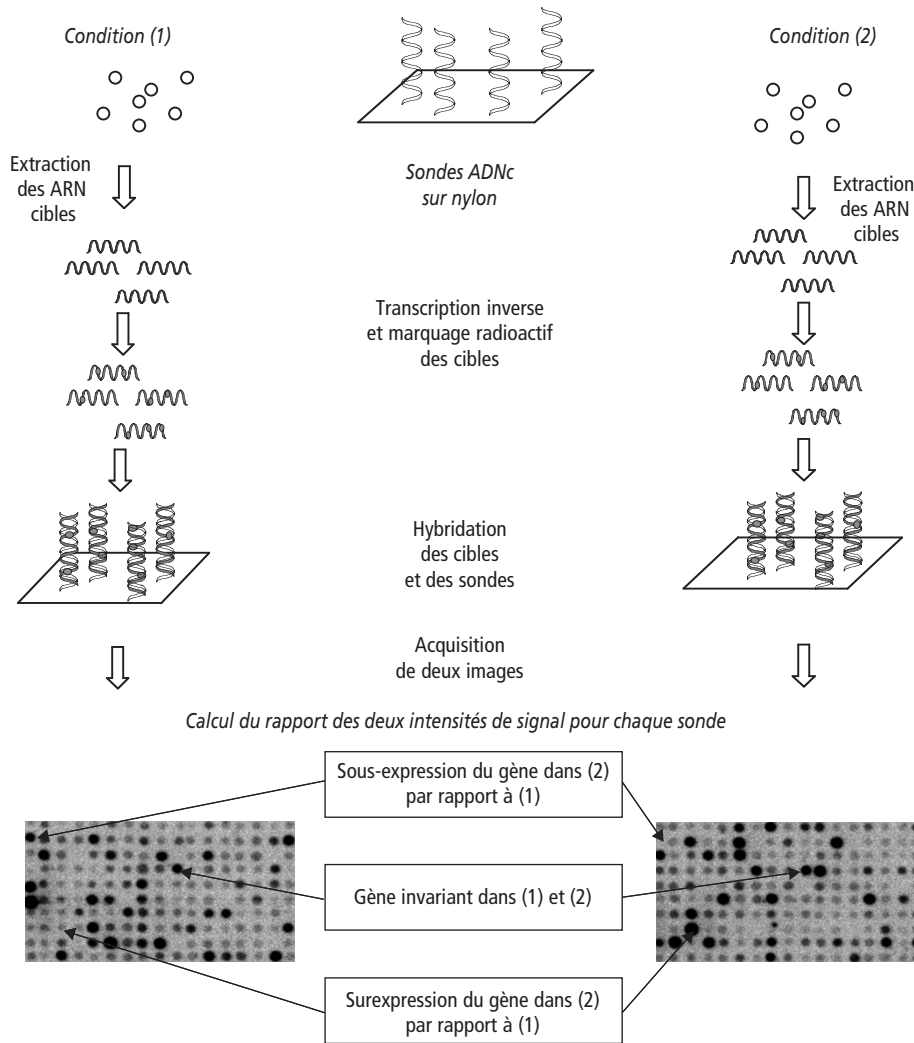 Condition (1)
Condition (2)
Extraction
des ARN
cibles
Sondes ADNc
sur nylon
Extraction
des ARN
cibles
Transcription inverse
et marquage radioactif
des cibles
Hybridation
des cibles
et des sondes
Acquisition
de deux images
Calcul du rapport des deux intensités de signal pour chaque sonde
Sous-expression du gène dans (2)
par rapport à (1)
Gène invariant dans (1) et (2)
Surexpression du gène dans (2)
par rapport à (1)